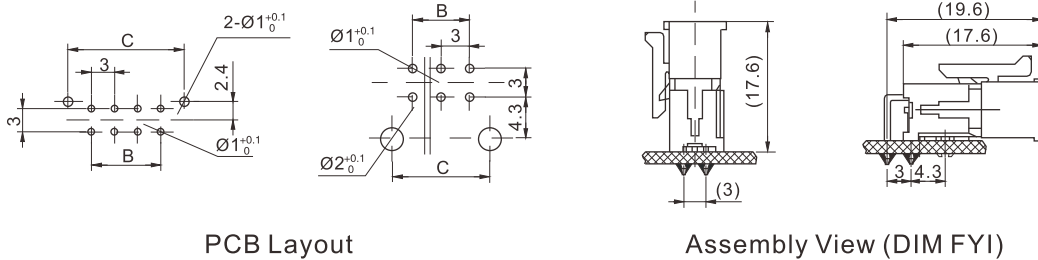 C
2-Ø1+0.1 0
3
2.4
3
B
Ø1+0.1 0
B
Ø1+0.1 0
3
3
4.3
Ø2+0.1 0
C
(17.6)
(3)
(19.6)
(17.6)
3
4.3
PCB Layout
Assembly View (DIM FYI)